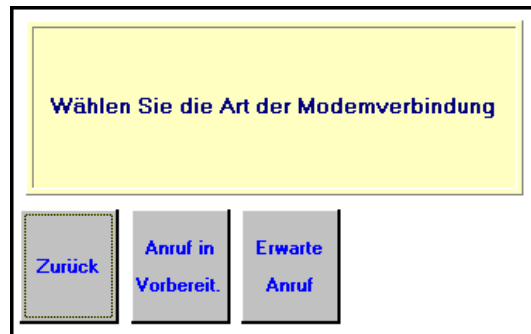 Wählen Sie die Art der Modemverbindung
Zurück
Anruf in
Vorbereit.
Erwarte
Anruf